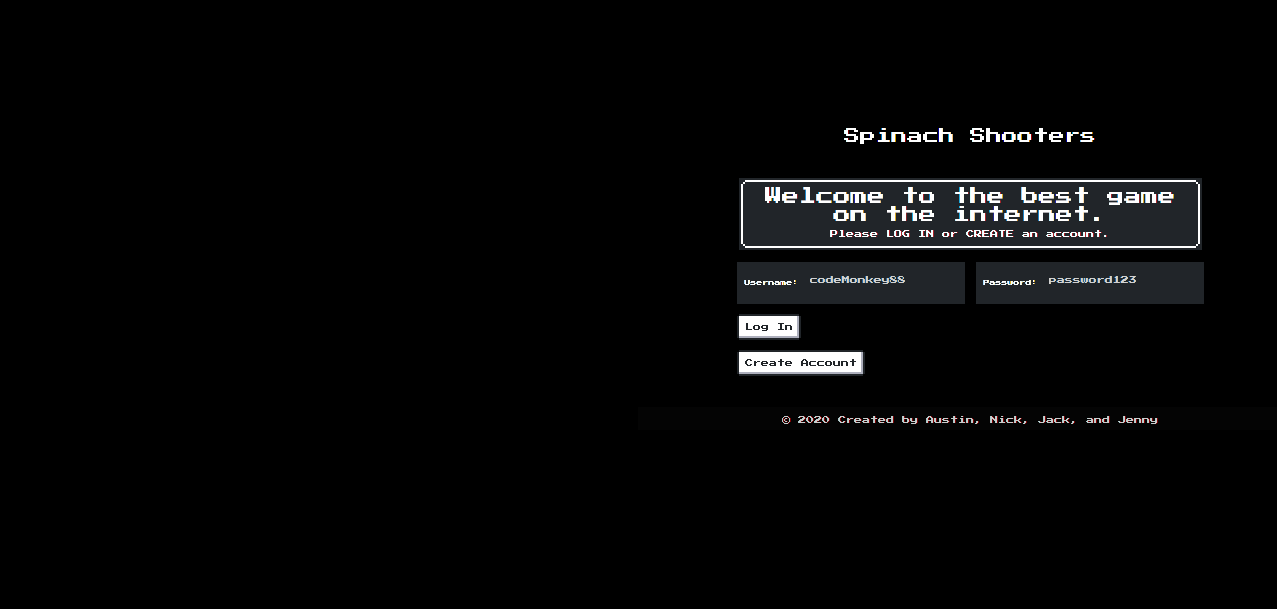 Spinach Shooters
Welcome to the best game
on the internet.
Please LOG IN or CREATE an account.
Username: codeMonkey88 Password: password123
Log In
Create Account
© 2020 Created by Austin, Nick, Jack, and Jenny